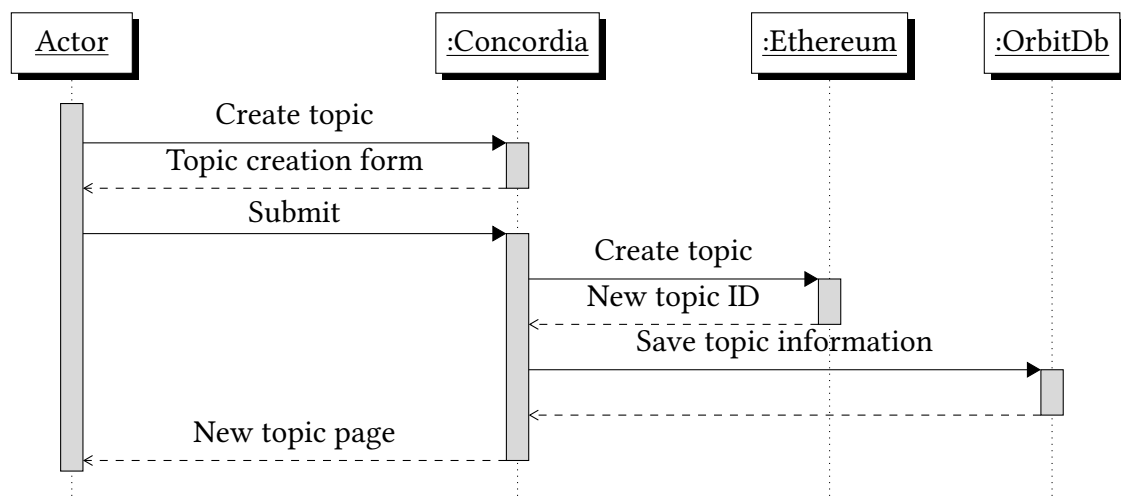 Actor
:Concordia
:Ethereum
:OrbitDb
Create topic
Topic creation form
Submit
Create topic
New topic ID
Save topic information
New topic page